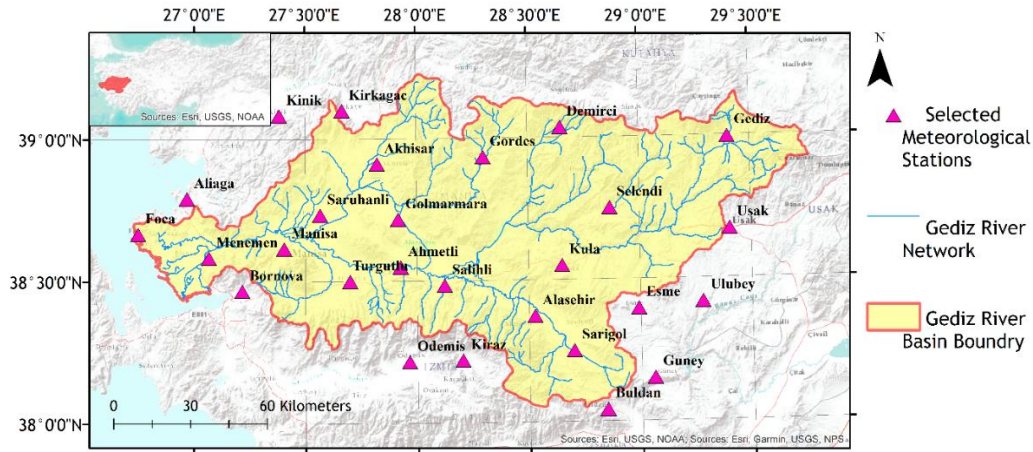 27°0'0"E 27°30'0"E 28°0'0"E 28°30'0"E 29°0'0"E 29°30'0"E
Sources: Esri, USGS, NOAA
39°0'0"N
38°30'0"N
38°0'0"N
Kinik
Kirkagac
Demirci
Gediz
Akhisar
Gordes
Aliaga
Saruhanli
Golmarmara
Selendi
Usak
USAK
Foca
Menemen
Manisa
Ahmetli
Kula
Bornova
Turgutlu
Salihli
Alasehir
Esme
Ulubey
Sarigol
Odemis
Kiraz
Guney
Buldan
0 30 60 Kilometers
Sources: Esri, USGS, NOAA; Sources: Esri, Garmin, USGS, NPS
N
Selected
Meteorological
Stations
Gediz River
Network
Gediz River
Basin Boundry